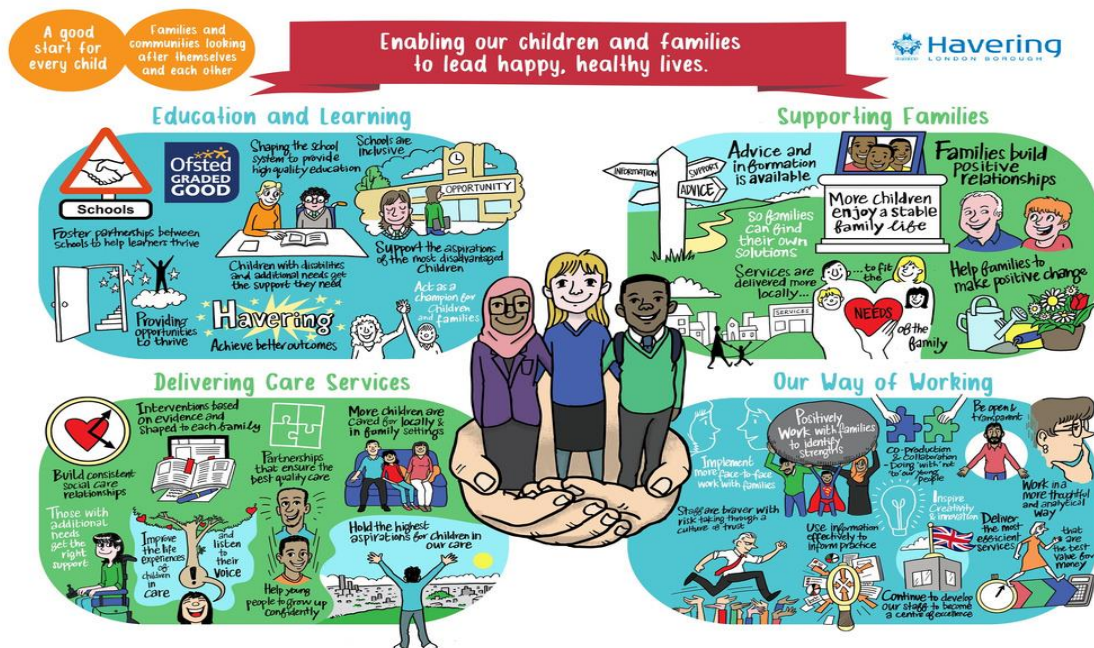 A good
start for
every child
Families and
communities looking
after themselves
and each other
Enabling our children and families
to lead happy, healthy lives.
Havering
LONDON BOROUGH
Education and Learning
Schools
Ofsted
GRADED
GOOD
Shaping the school
system to provide
high quality education
Schools are
inclusive
OPPORTUNITY
Foster partnerships between
schools to help learners thrive
Children with disabilities
and additional needs get
the support they need
Support the aspirations
of the most disadvantaged
Children
Providing
opportunities
to thrive
Havering
Achieve better outcomes
Act as a
champion for
Children
and families
Supporting Families
INFORMATION
SUPPORT
ADVICE
Advice and
information
is available
So families
can find
their own
solutions
More children
enjoy a stable
family life
Families build
positive
relationships
Services are
delivered more
locally...
SERVICES
...to fit
the
NEEDS
of the
family
Help families to
make positive change
Delivering Care Services
Interventions based
on evidence and
shaped to each family
Build consistent
social care
relationships
Partnerships
that ensure the
best quality care
More children are
cared for locally &
in family settings
Those with
additional
needs
get the
right
support
Improve the life
experiences
of
children
in
care
and
listen
to
their
VOICE
Help young
people to grow up
confidently
Hold the highest
aspirations for children in
our care
Our Way of Working
Implement
more face-to-face
work with families
Positively
Work with families
to identify
strengths
Co-production
& Collaboration
- Doing 'with' not
'to' our young
people
Be open &
transparent
Work in a
more thoughtful
and analytical
way
Staff are braver with
risk taking through a
culture of trust
Use information
effectively to
inform practice
Inspire
Creativity
& innovation
Deliver
the most
efficient
services
that
are the
best
value for
money
Continue to develop
our staff to become
a centre of excellence